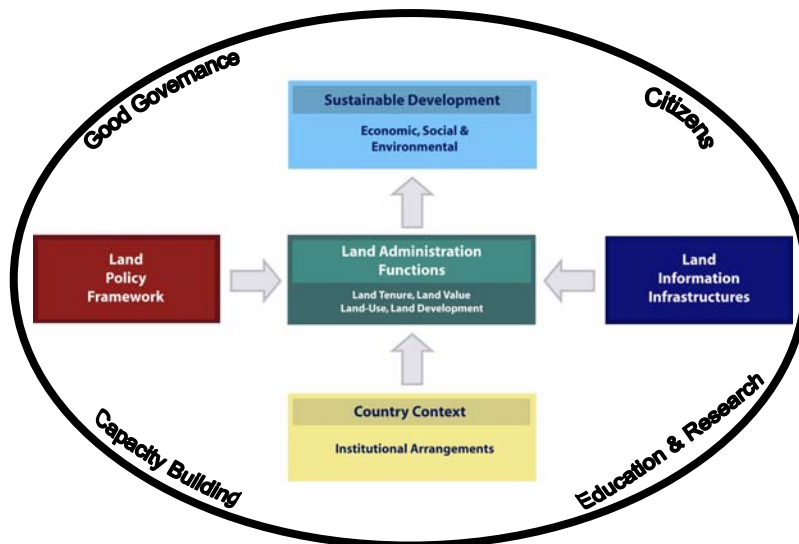 Good Governance
Citizens
Sustainable Development
Economic, Social &
Environmental
Land
Policy
Framework
Land Administration
Functions
Land Tenure, Land Value
Land-Use, Land Development
Land
Information
Infrastructures
Country Context
Institutional Arrangements
Capacity Building
Education & Research